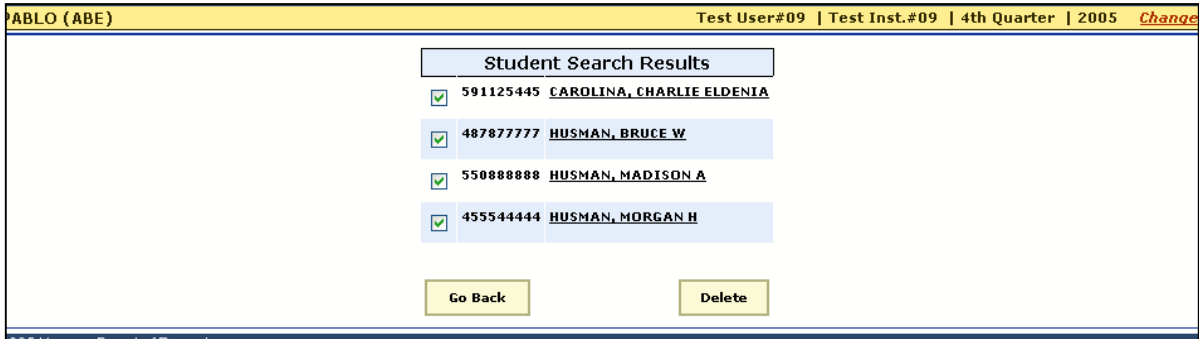 PABLO (ABE) Test User#09 | Test Inst.#09 | 4th Quarter | 2005 Change
Student Search Results
591125445 CAROLINA, CHARLIE ELDENIA
487877777 HUSMAN, BRUCE W
550888888 HUSMAN, MADISON A
455544444 HUSMAN, MORGAN H
Go Back Delete